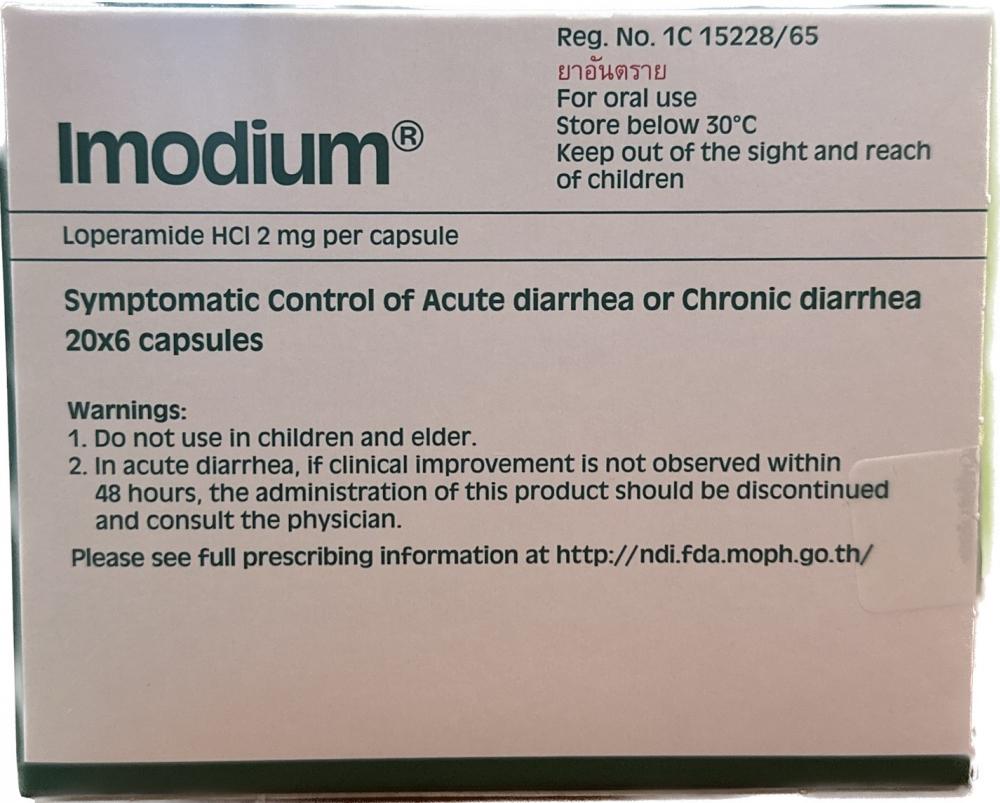 Reg. No. 1C 15228/65
ยาอันตราย
For oral use
Store below 30°C
Keep out of the sight and reach
of children
Imodium®
Loperamide HCl 2 mg per capsule
Symptomatic Control of Acute diarrhea or Chronic diarrhea
20x6 capsules
Warnings:
1. Do not use in children and elder.
2. In acute diarrhea, if clinical improvement is not observed within
48 hours, the administration of this product should be discontinued
and consult the physician.
Please see full prescribing information at http://ndi.fda.moph.go.th/